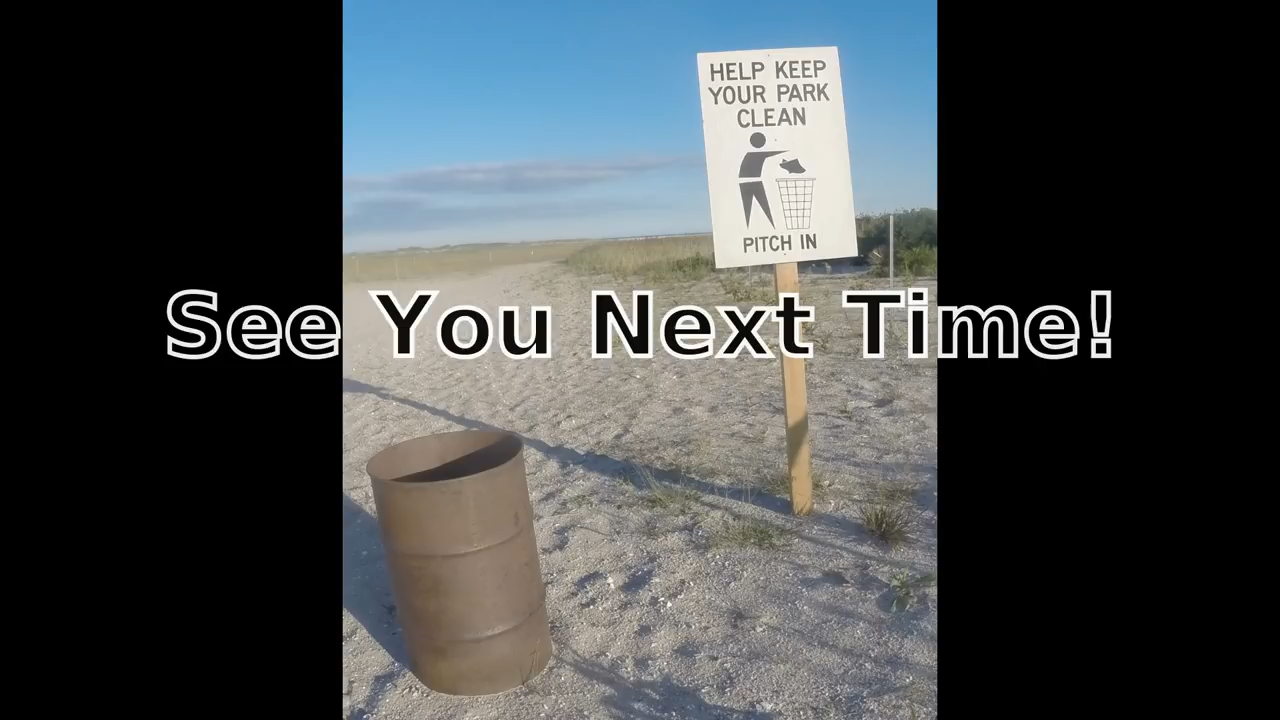 HELP KEEP
YOUR PARK
CLEAN
PITCH IN
See You Next Time!